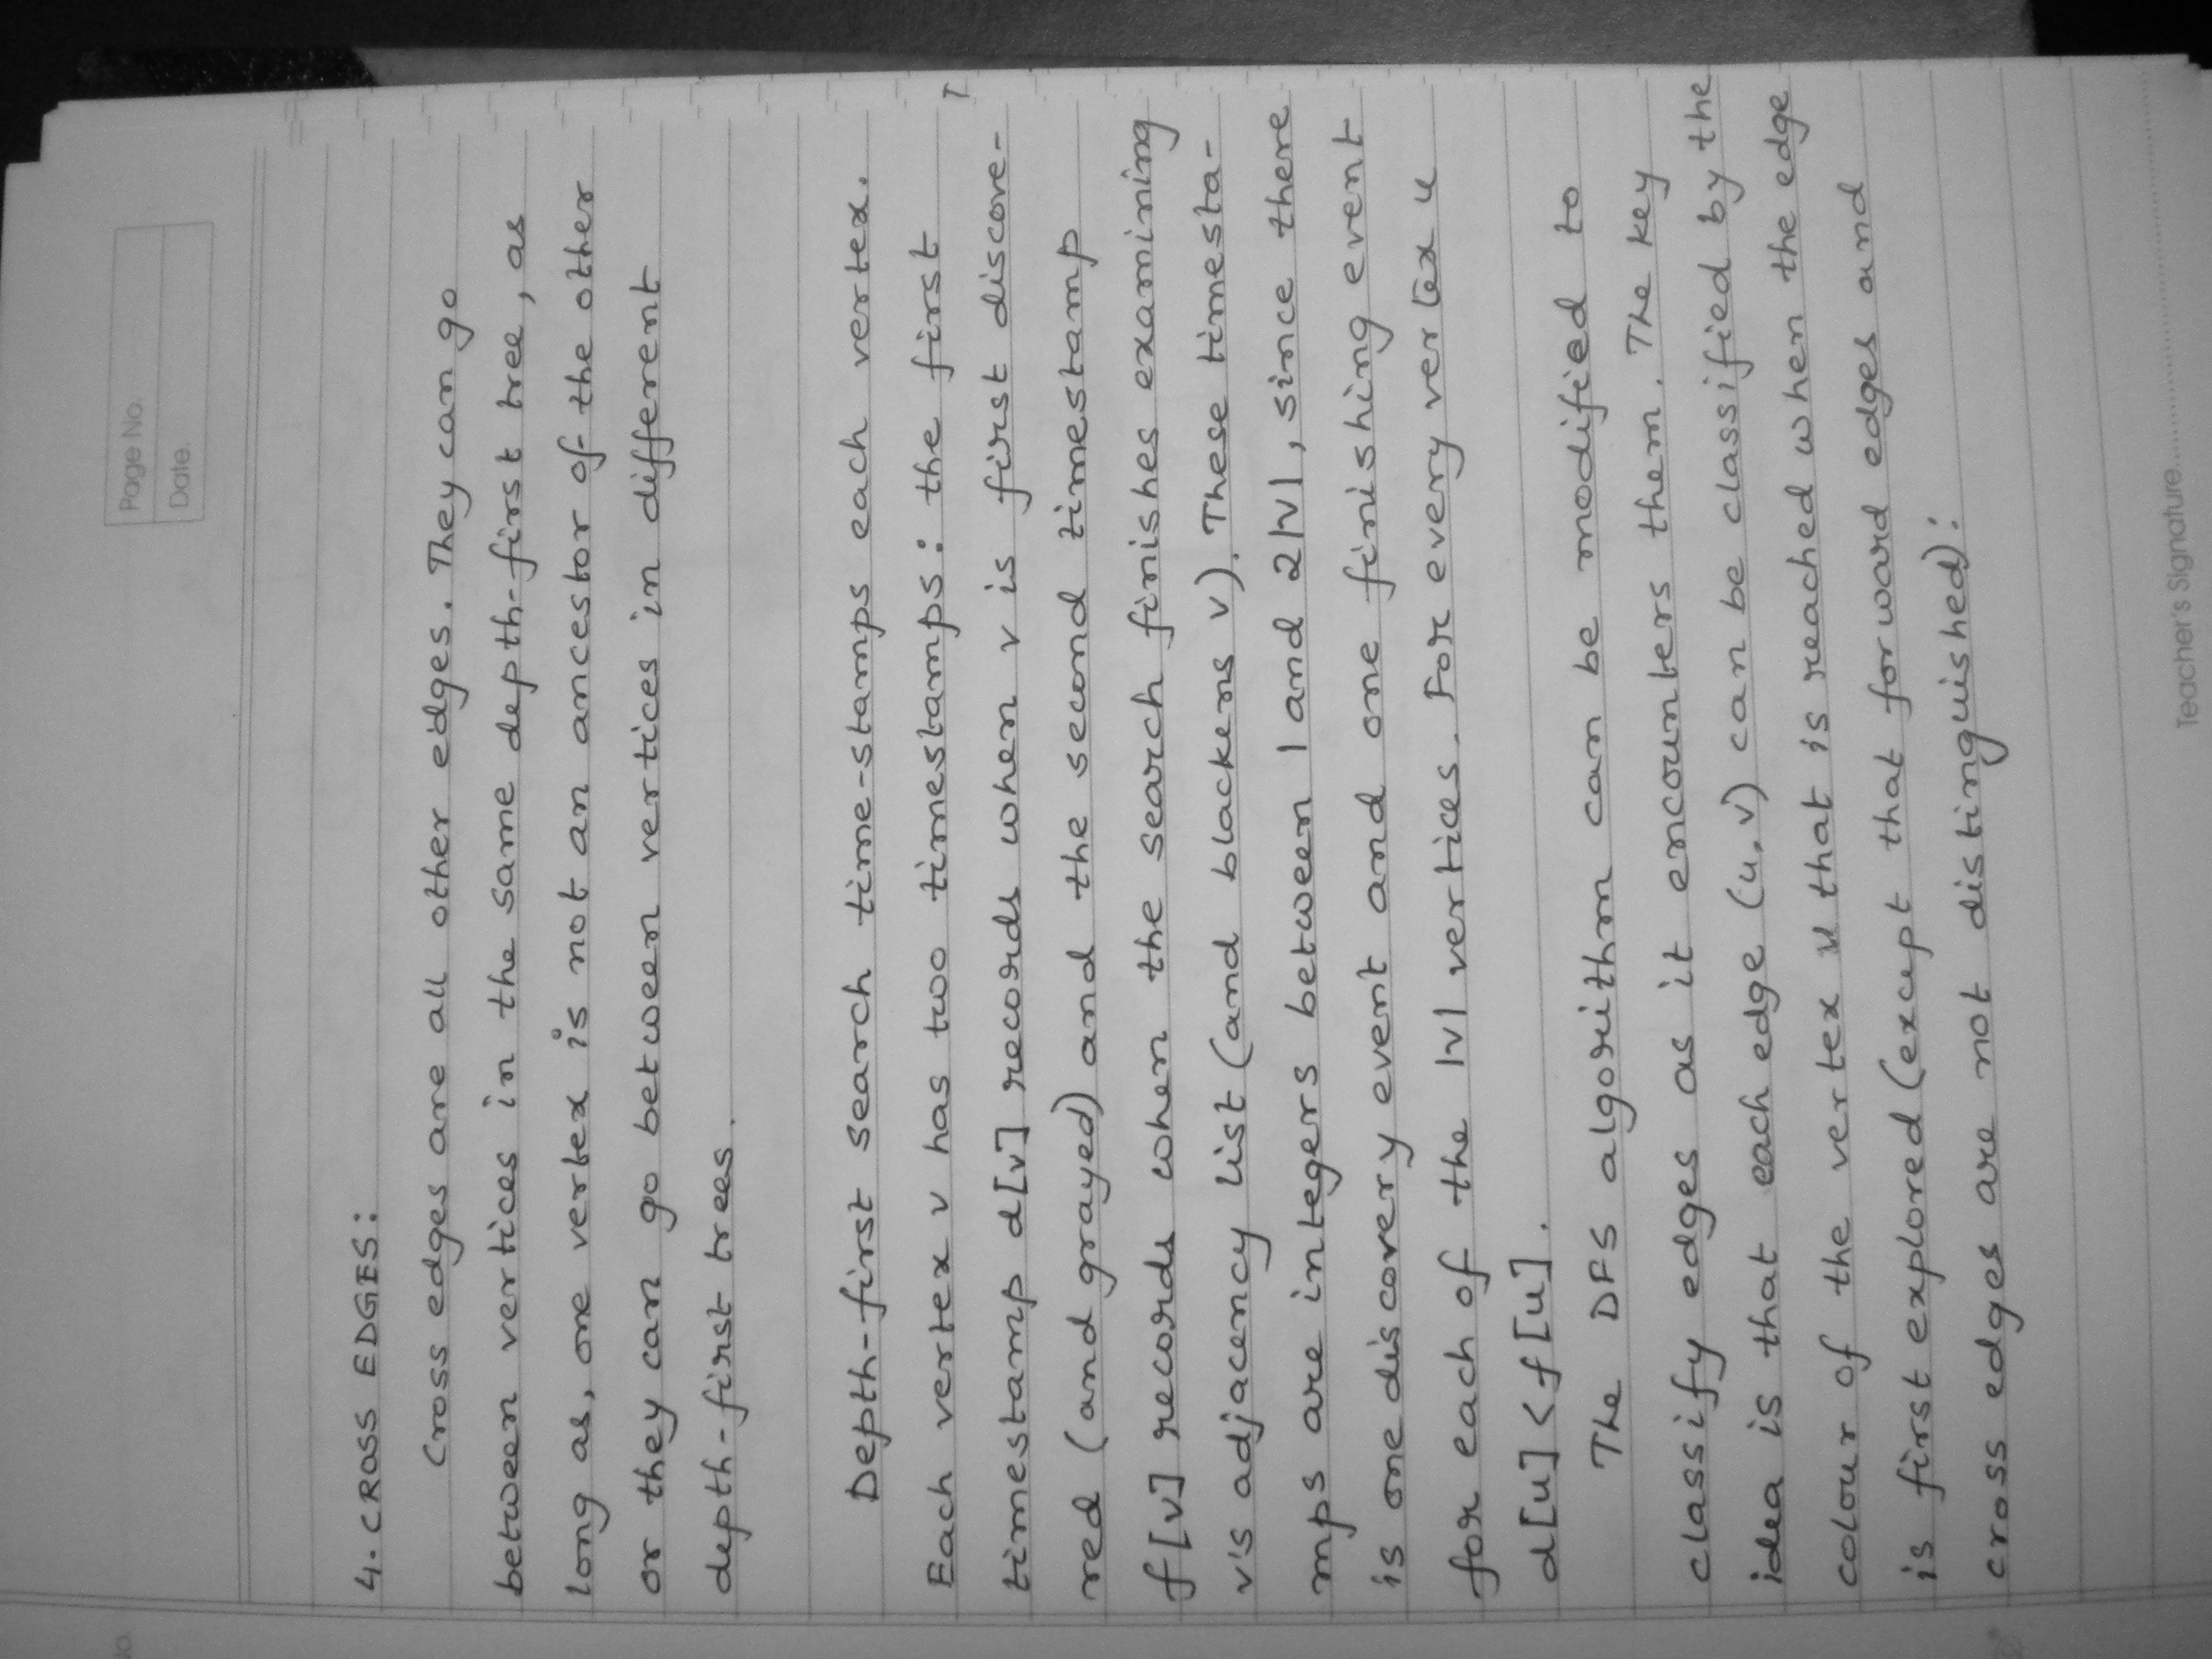 Page No.
Date.
4. CROSS EDGES:
Cross edges are all other edges. They can go
between vertices in the same depth-first tree, as
long as, one vertex is not an ancestor of the other
or they can go between vertices in different
depth-first trees.
Depth-first search time-stamps each vertex.
Each vertex v has two timestamps: the first
timestamp d[v] records when v is first discove-
red (and grayed) and the second timestamp
f[v] records when the search finishes examining
v's adjacency list (and blackens v). These timesta-
mps are integers between 1 and 2|V|, since there
is one discovery event and one finishing event
for each of the |V| vertices. For every vertex u
d[u] < f[u].
The DFS algorithm can be modified to
classify edges as it encounters them. The key
idea is that each edge (u, v) can be classified by the
colour of the vertex that is reached when the edge
is first explored (except that forward edges and
cross edges are not distinguished):
Teacher's Signature